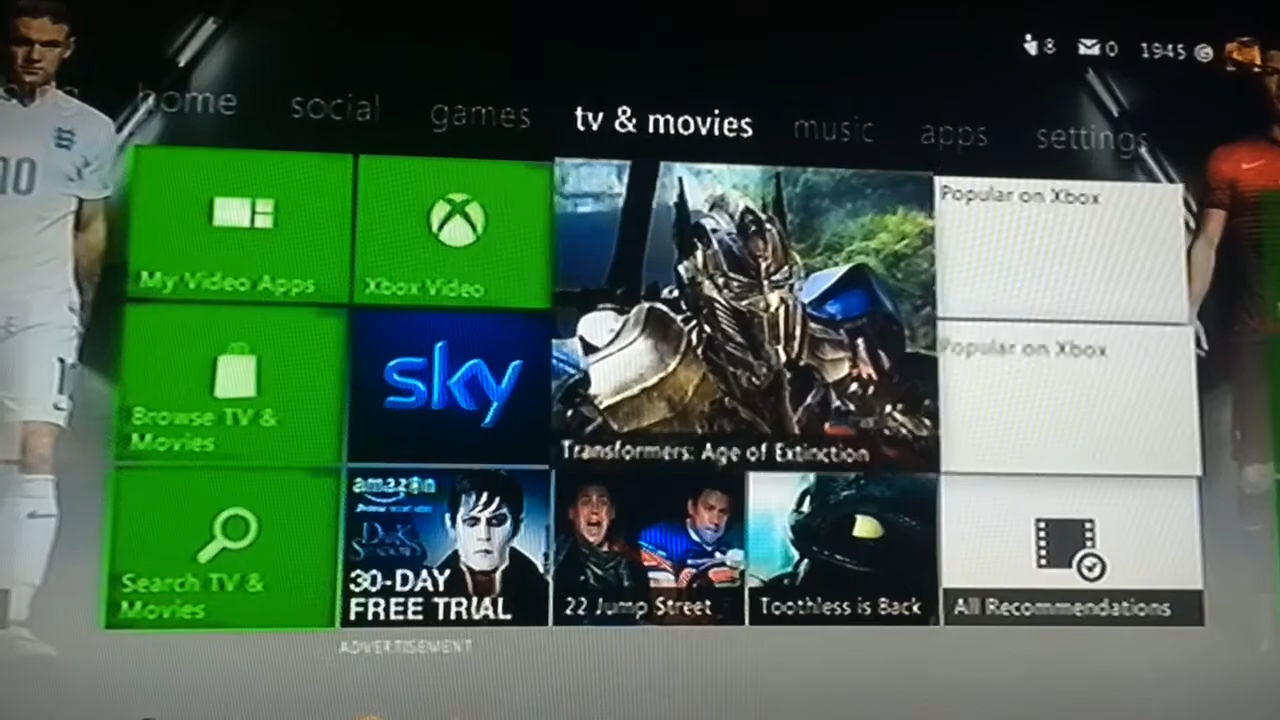 8 0 1945 G
home social games tv & movies music apps settings
10
My Video Apps
Xbox Video
Popular on Xbox
Browse TV &
Movies
sky
Transformers: Age of Extinction
Popular on Xbox
Search TV &
Movies
amazon
30-DAY
FREE TRIAL
22 Jump Street
Toothless is Back
All Recommendations
ADVERTISEMENT